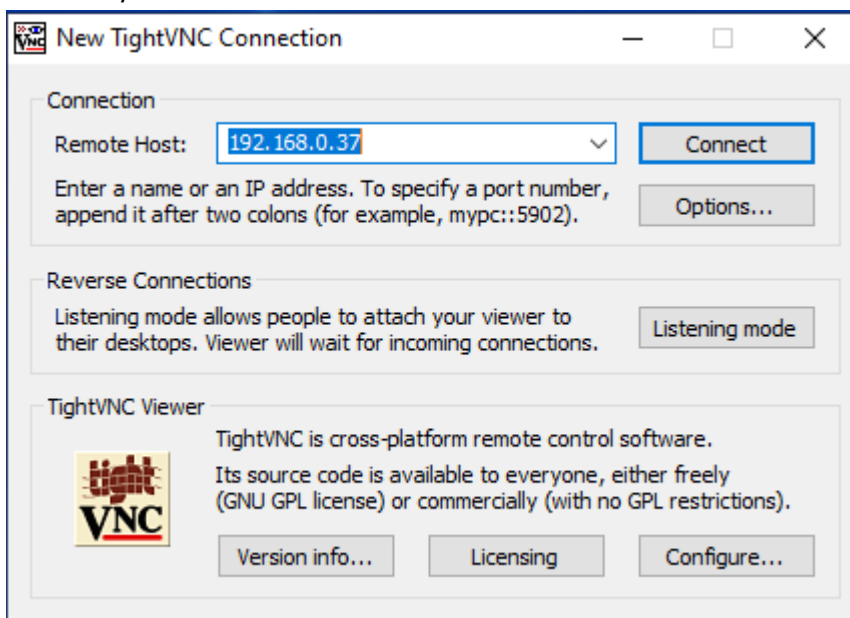 New TightVNC Connection
Connection
Remote Host: 192.168.0.37 Connect
Enter a name or an IP address. To specify a port number,
append it after two colons (for example, mypc::5902).
Options...
Reverse Connections
Listening mode allows people to attach your viewer to
their desktops. Viewer will wait for incoming connections.
Listening mode
TightVNC Viewer
TightVNC is cross-platform remote control software.
Its source code is available to everyone, either freely
(GNU GPL license) or commercially (with no GPL restrictions).
tight
VNC
Version info... Licensing Configure...